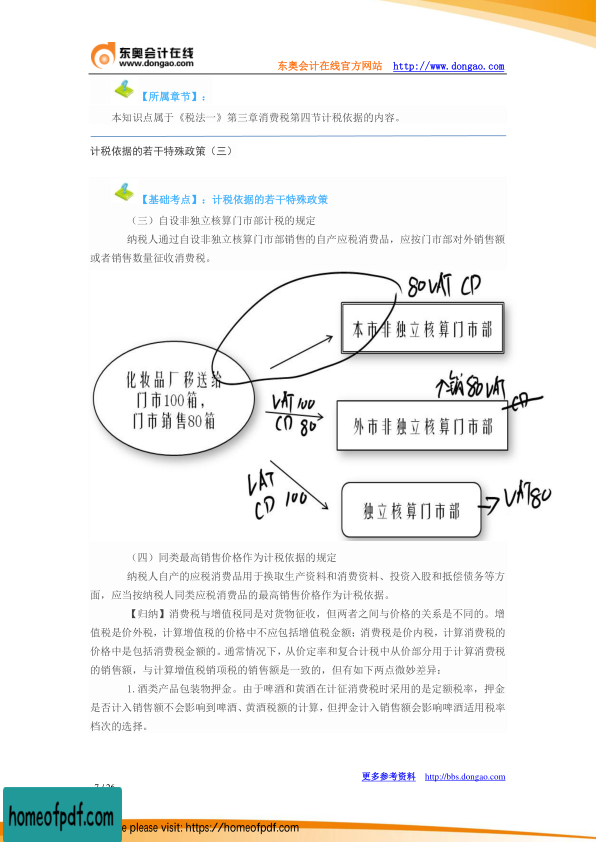 东奥会计在线
www.dongao.com
东奥会计在线官方网站 http://www.dongao.com
【所属章节】:
本知识点属于《税法一》第三章消费税第四节计税依据的内容。
计税依据的若干特殊政策（三）
【基础考点】：计税依据的若干特殊政策
（三）自设非独立核算门市部计税的规定
纳税人通过自设非独立核算门市部销售的自产应税消费品，应按门市部对外销售额
或者销售数量征收消费税。
80 VAT CD
本市非独立核算门市部
化妆品厂移送给
门市100箱，
门市销售80箱
VAT 100
CD 80
销 80 VAT
CD
外市非独立核算门市部
VAT
CD 100
独立核算门市部
VAT 80
（四）同类最高销售价格作为计税依据的规定
纳税人自产的应税消费品用于换取生产资料和消费资料、投资入股和抵偿债务等方
面，应当按纳税人同类应税消费品的最高销售价格作为计税依据。
【归纳】消费税与增值税同是对货物征收，但两者之间与价格的关系是不同的。增
值税是价外税，计算增值税的价格中不应包括增值税金额；消费税是价内税，计算消费税的
价格中是包括消费税金额的。通常情况下，从价定率和复合计税中从价部分用于计算消费税
的销售额，与计算增值税销项税的销售额是一致的，但有如下两点微妙差异：
1.酒类产品包装物押金。由于啤酒和黄酒在计征消费税时采用的是定额税率，押金
是否计入销售额不会影响到啤酒、黄酒税额的计算，但押金计入销售额会影响啤酒适用税率
档次的选择。
更多参考资料 http://bbs.dongao.com
7 / 26
homeofpdf.com
e please visit: https://homeofpdf.com